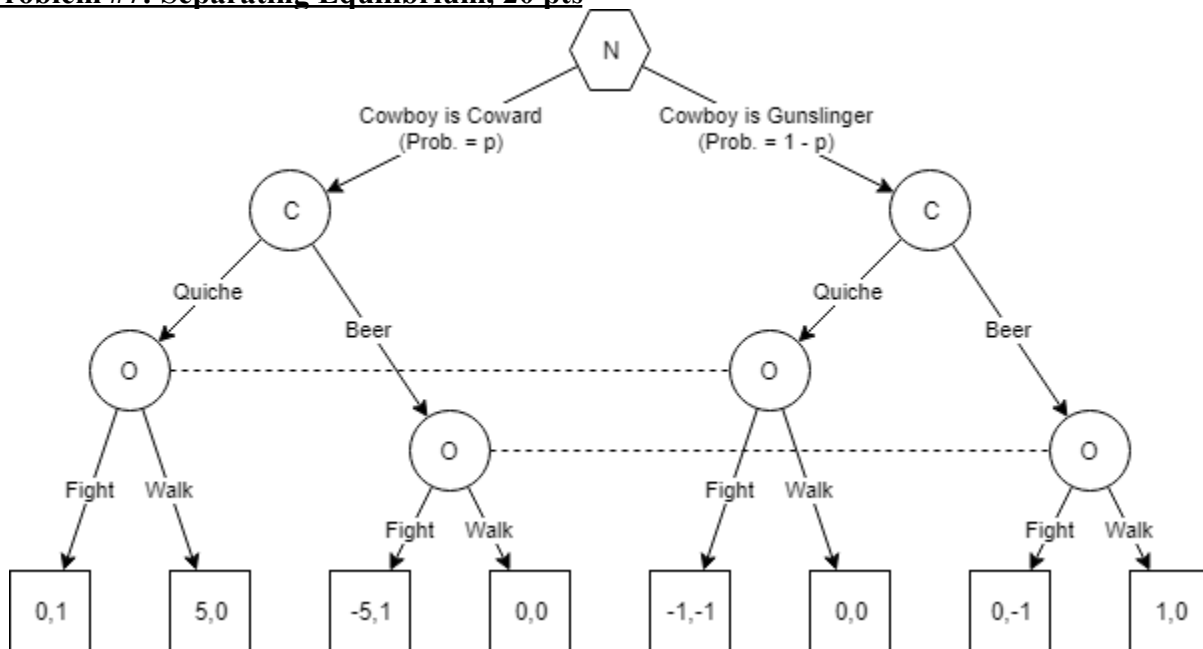 Problem #7: Separating Equilibrium, 20 pts
N
Cowboy is Coward
(Prob. = p)
Cowboy is Gunslinger
(Prob. = 1 - p)
C
C
Quiche
Beer
Quiche
Beer
O
O
O
O
Fight
Walk
Fight
Walk
Fight
Walk
Fight
Walk
0,1
5,0
-5,1
0,0
-1,-1
0,0
0,-1
1,0